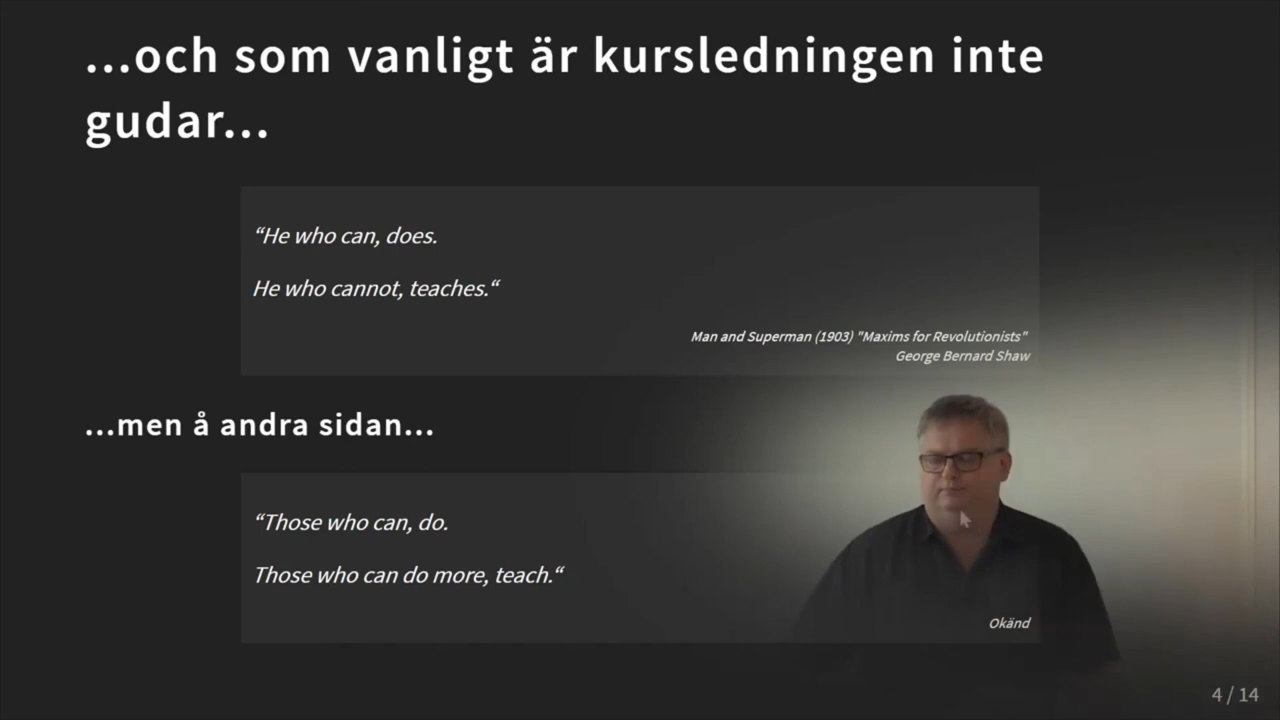 ...och som vanligt är kursledningen inte
gudar...
“He who can, does.
He who cannot, teaches.“
Man and Superman (1903) "Maxims for Revolutionists"
George Bernard Shaw
...men å andra sidan...
“Those who can, do.
Those who can do more, teach.“
Okänd
4 / 14